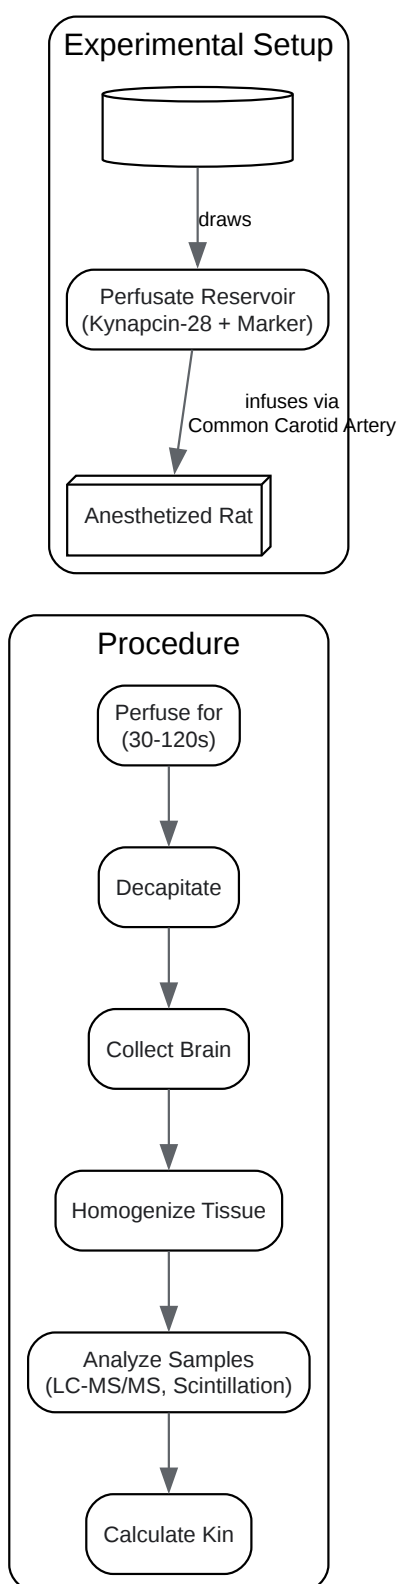 Experimental Setup
draws
Perfusate Reservoir
(Kynapcin-28 + Marker)
infuses via
Common Carotid Artery
Anesthetized Rat
Procedure
Perfuse for
(30-120s)
Decapitate
Collect Brain
Homogenize Tissue
Analyze Samples
(LC-MS/MS, Scintillation)
Calculate Kin